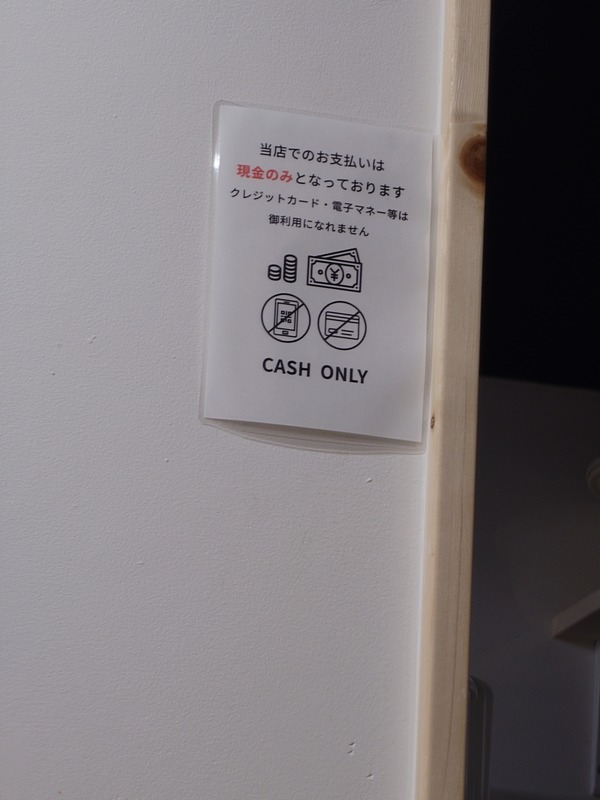 当店でのお支払いは
現金のみとなっております
クレジットカード・電子マネー等は
御利用になれません
¥
CASH ONLY